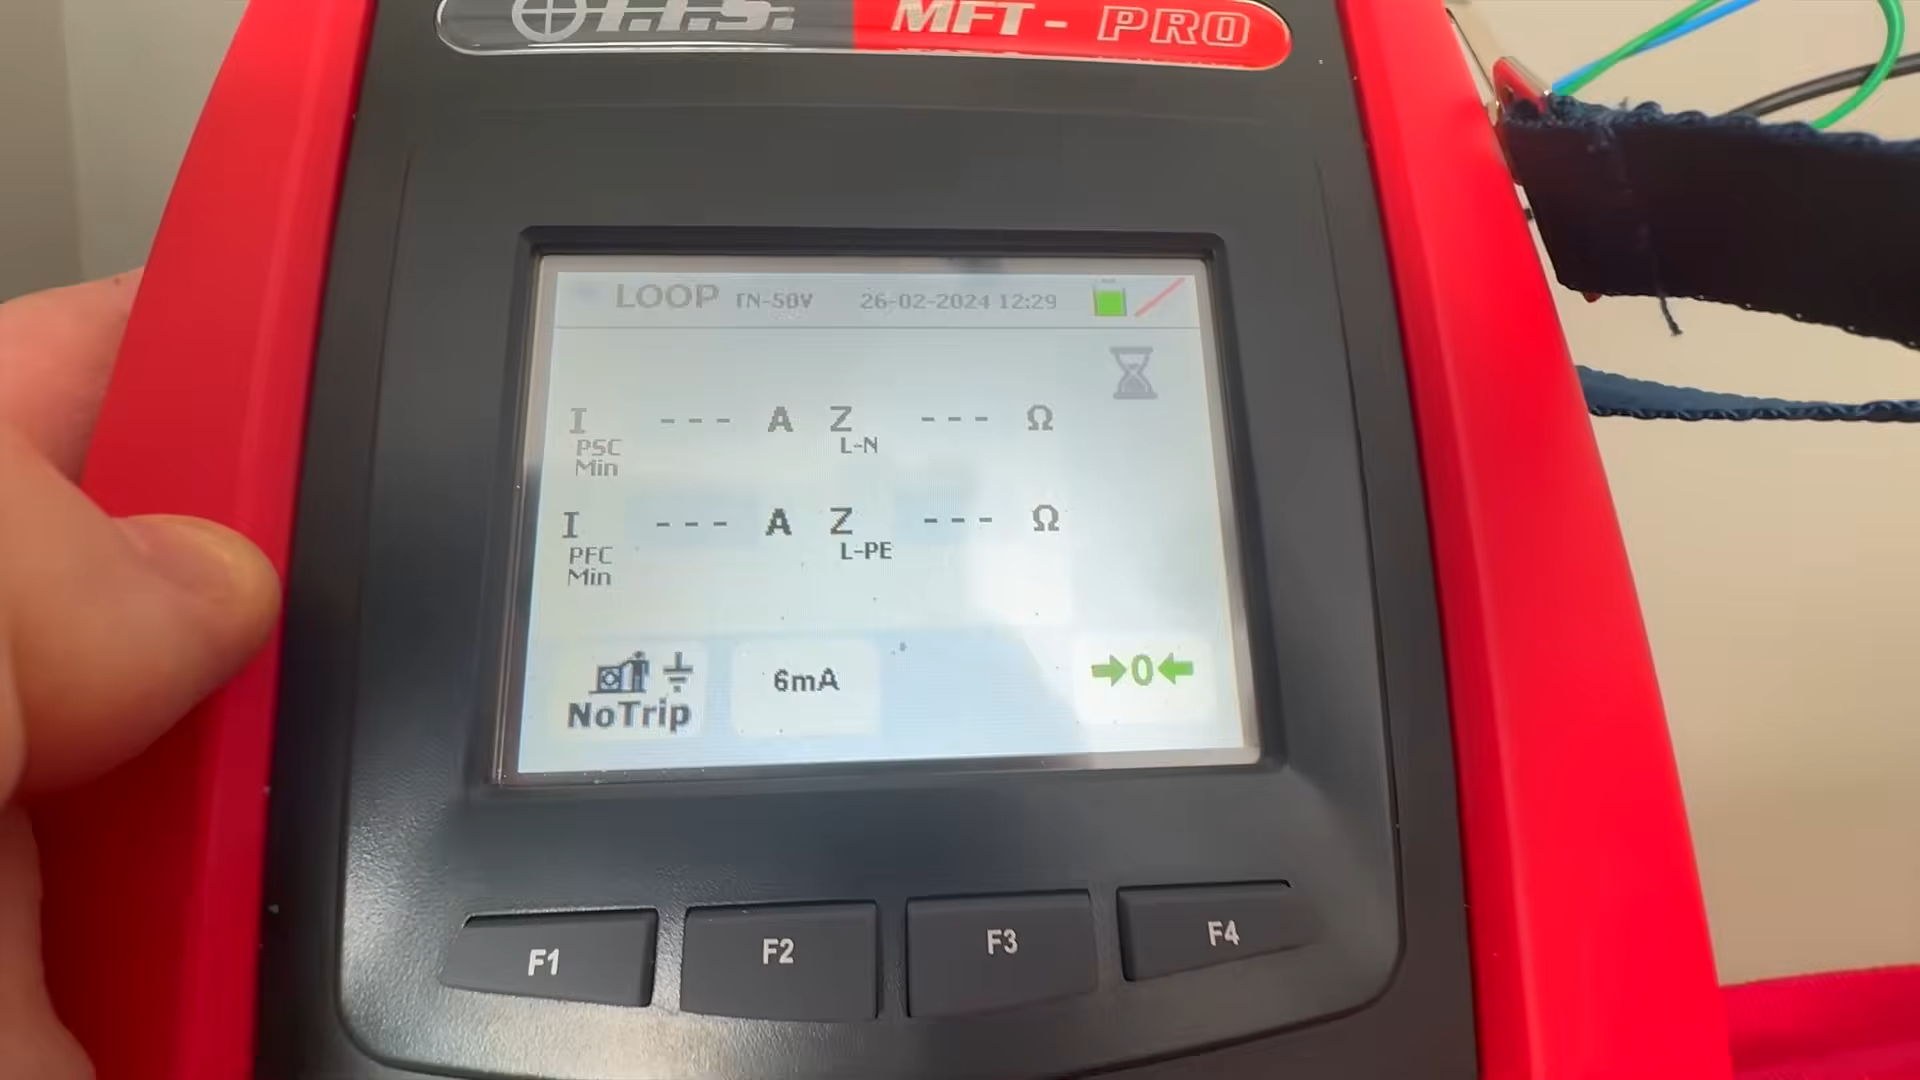 T.I.S. MFT - PRO
LOOP TN-50V 26-02-2024 12:29
I --- A Z --- Ω
PSC L-N
Min
I --- A Z --- Ω
PFC L-PE
Min
NoTrip 6mA →0←
F1 F2 F3 F4